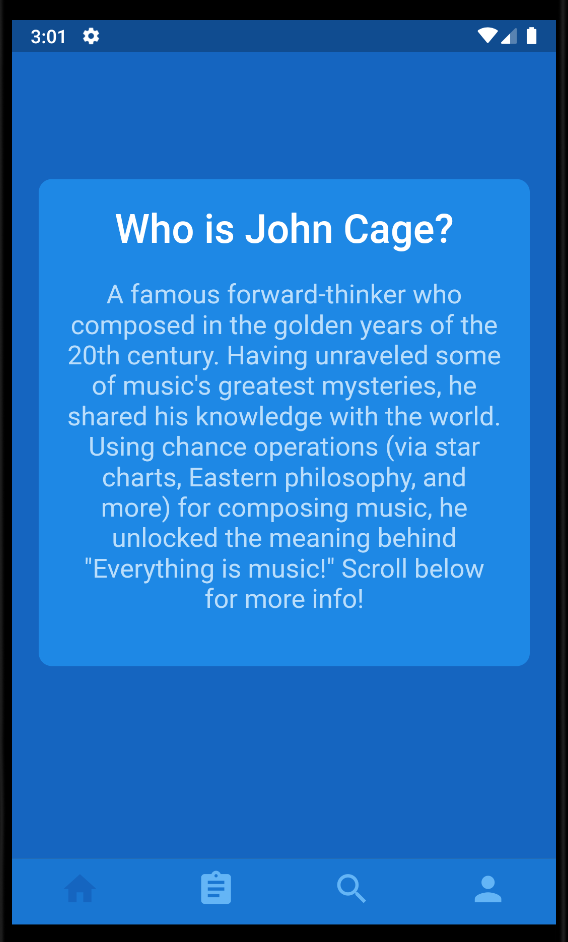 3:01
Who is John Cage?
A famous forward-thinker who
composed in the golden years of the
20th century. Having unraveled some
of music's greatest mysteries, he
shared his knowledge with the world.
Using chance operations (via star
charts, Eastern philosophy, and
more) for composing music, he
unlocked the meaning behind
"Everything is music!" Scroll below
for more info!